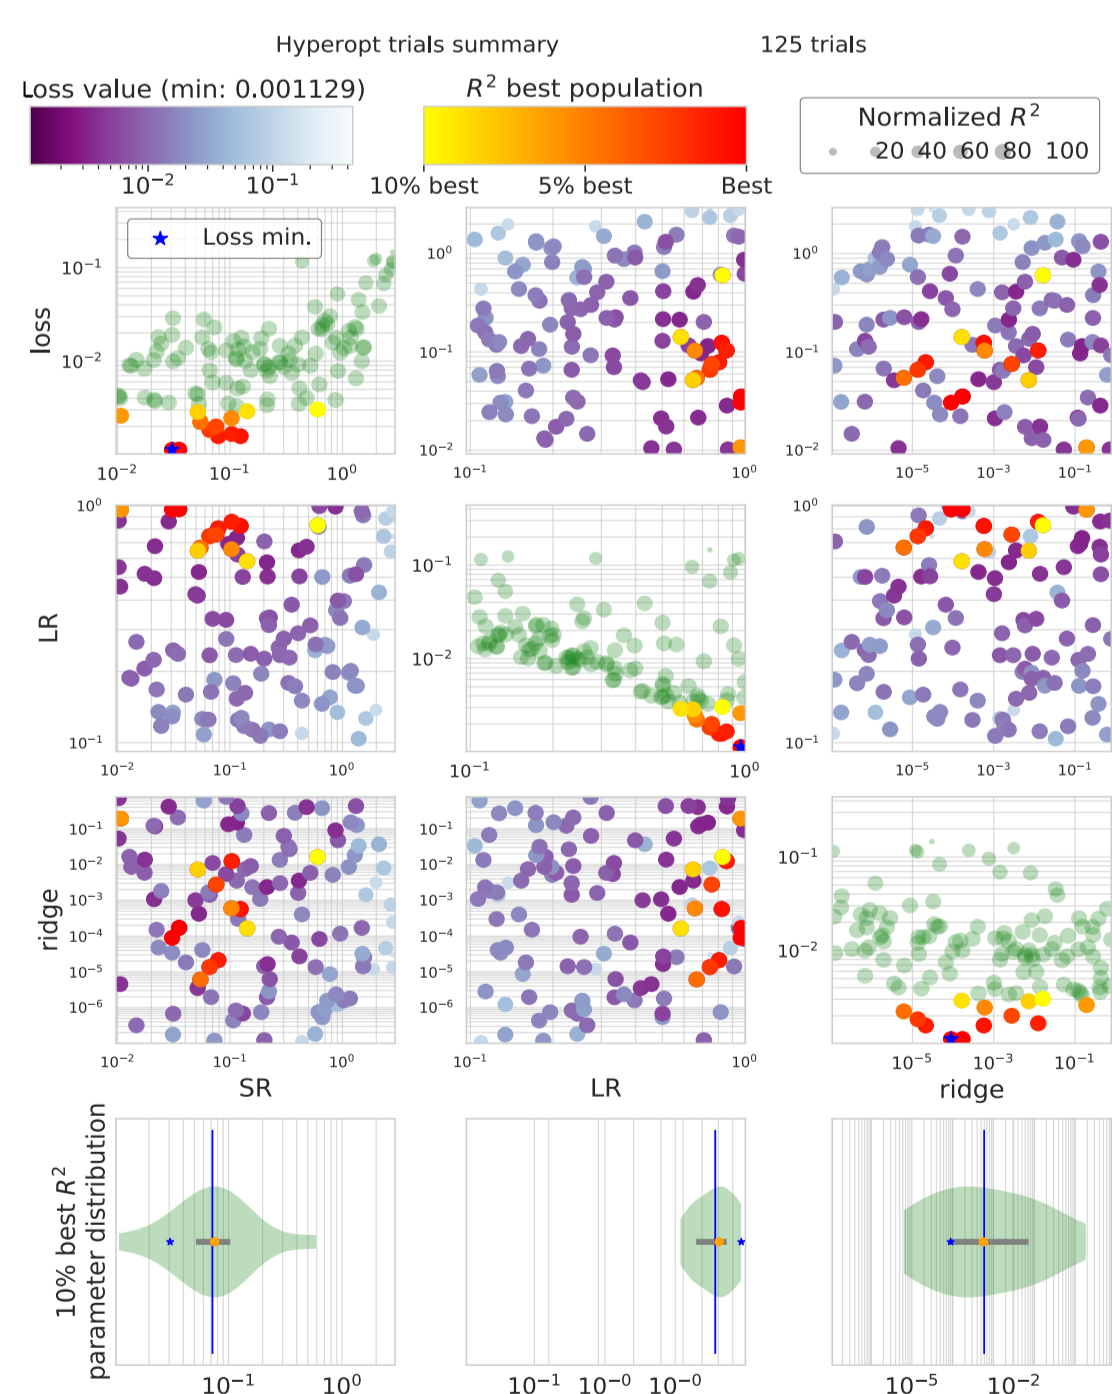 Hyperopt trials summary 125 trials
Loss value (min: 0.001129) R² best population Normalized R²
20 40 60 80 100
10⁻² 10⁻¹ 10% best 5% best Best
Loss min.
loss
10⁻¹ 10⁰ 10⁰
10⁻² 10⁻¹ 10⁻¹
10⁻² 10⁻²
10⁻² 10⁻¹ 10⁰ 10⁻¹ 10⁰ 10⁻⁵ 10⁻³ 10⁻¹
LR
10⁰ 10⁻¹ 10⁰
10⁻²
10⁻¹ 10⁻¹
10⁻² 10⁻¹ 10⁰ 10⁻¹ 10⁰ 10⁻⁵ 10⁻³ 10⁻¹
ridge
10⁻¹ 10⁻¹ 10⁻¹
10⁻² 10⁻²
10⁻³ 10⁻³
10⁻⁴ 10⁻⁴ 10⁻²
10⁻⁵ 10⁻⁵
10⁻⁶ 10⁻⁶
10⁻² 10⁻¹ 10⁰ 10⁻¹ 10⁰ 10⁻⁵ 10⁻³ 10⁻¹
SR LR ridge
10% best R²
parameter distribution
10⁻¹ 10⁰ 10⁻¹ 10⁻⁰ 10⁻⁰ 10⁻⁵ 10⁻²